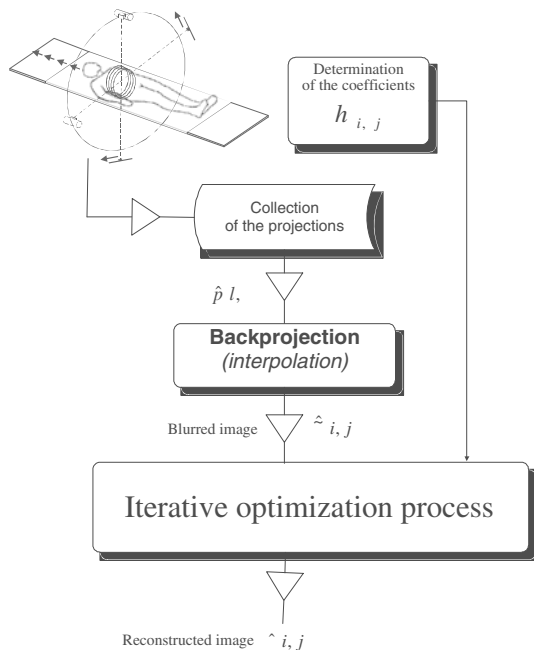 Determination
of the coefficients
h i, j
Collection
of the projections
p̂ l,
Backprojection
(interpolation)
Blurred image ≈̂ i, j
Iterative optimization process
Reconstructed image ˆ i, j